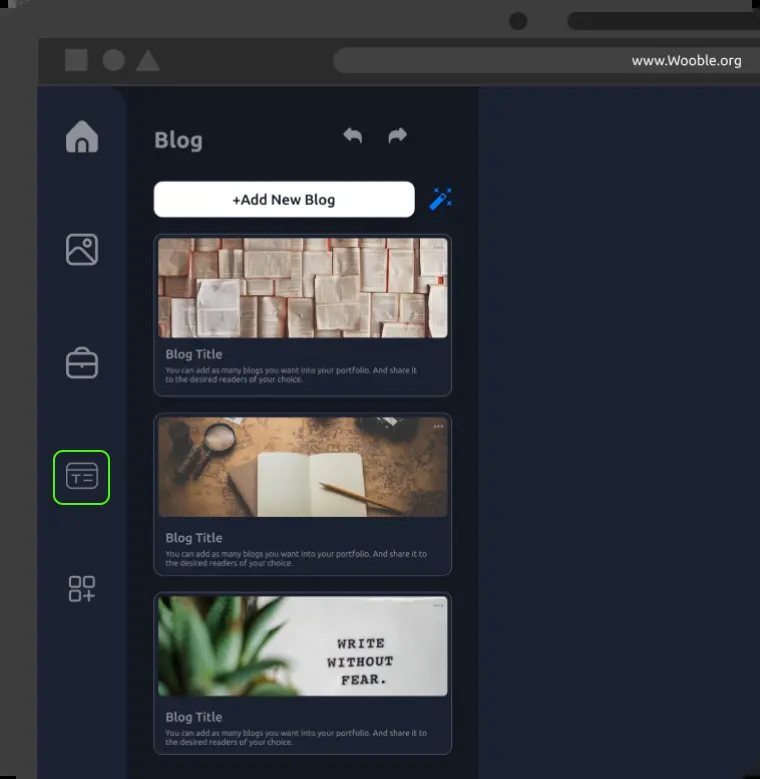 www.Wooble.org
Blog
+Add New Blog
Blog Title
You can add as many blogs you want into your portfolio. And share it
to the desired readers of your choice.
Blog Title
You can add as many blogs you want into your portfolio. And share it to
the desired readers of your choice.
WRITE
WITHOUT
FEAR.
Blog Title
You can add as many blogs you want into your portfolio. And share it to
the desired readers of your choice.